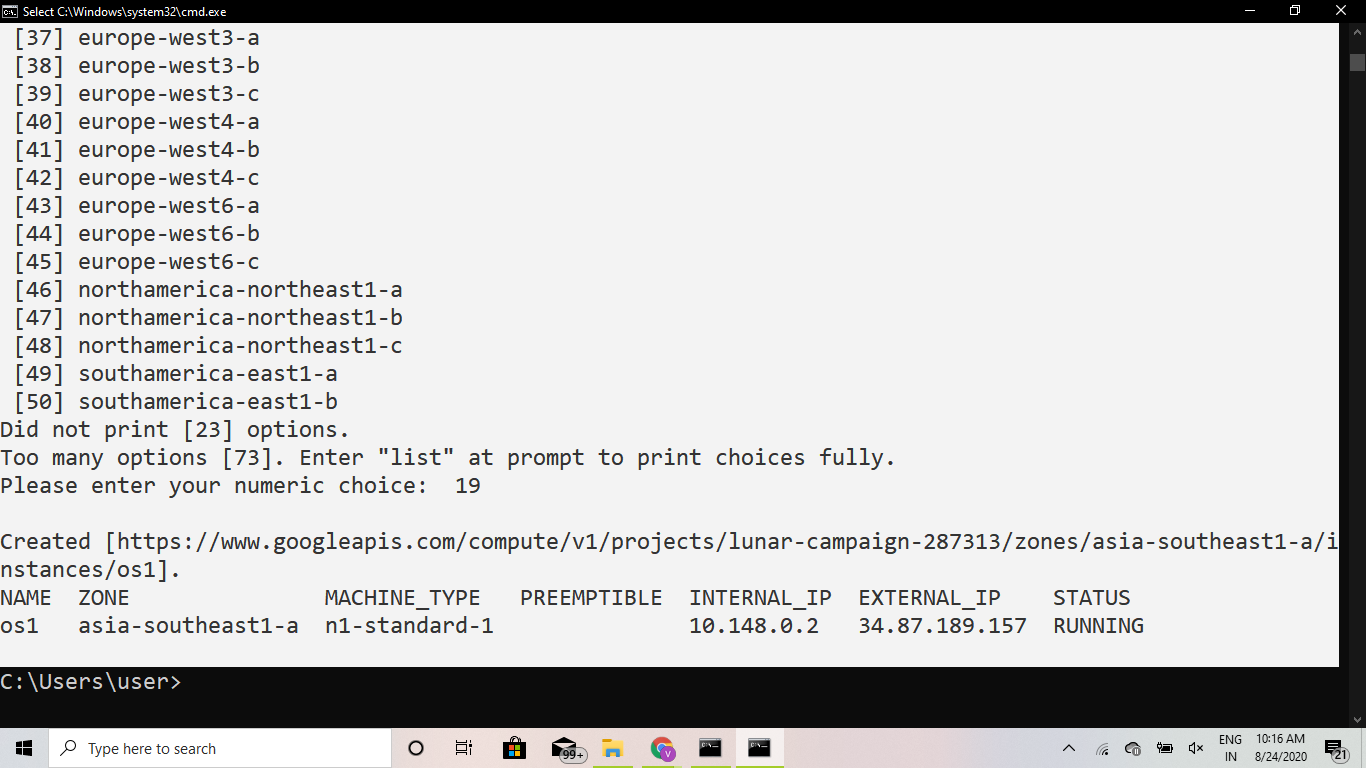 Select C:\Windows\system32\cmd.exe
[37] europe-west3-a
[38] europe-west3-b
[39] europe-west3-c
[40] europe-west4-a
[41] europe-west4-b
[42] europe-west4-c
[43] europe-west6-a
[44] europe-west6-b
[45] europe-west6-c
[46] northamerica-northeast1-a
[47] northamerica-northeast1-b
[48] northamerica-northeast1-c
[49] southamerica-east1-a
[50] southamerica-east1-b
Did not print [23] options.
Too many options [73]. Enter "list" at prompt to print choices fully.
Please enter your numeric choice:  19
Created [https://www.googleapis.com/compute/v1/projects/lunar-campaign-287313/zones/asia-southeast1-a/i
nstances/os1].
NAME  ZONE               MACHINE_TYPE   PREEMPTIBLE  INTERNAL_IP  EXTERNAL_IP    STATUS
os1   asia-southeast1-a  n1-standard-1               10.148.0.2   34.87.189.157  RUNNING
C:\Users\user>
Type here to search
99+
V
ENG
IN
10:16 AM
8/24/2020
21